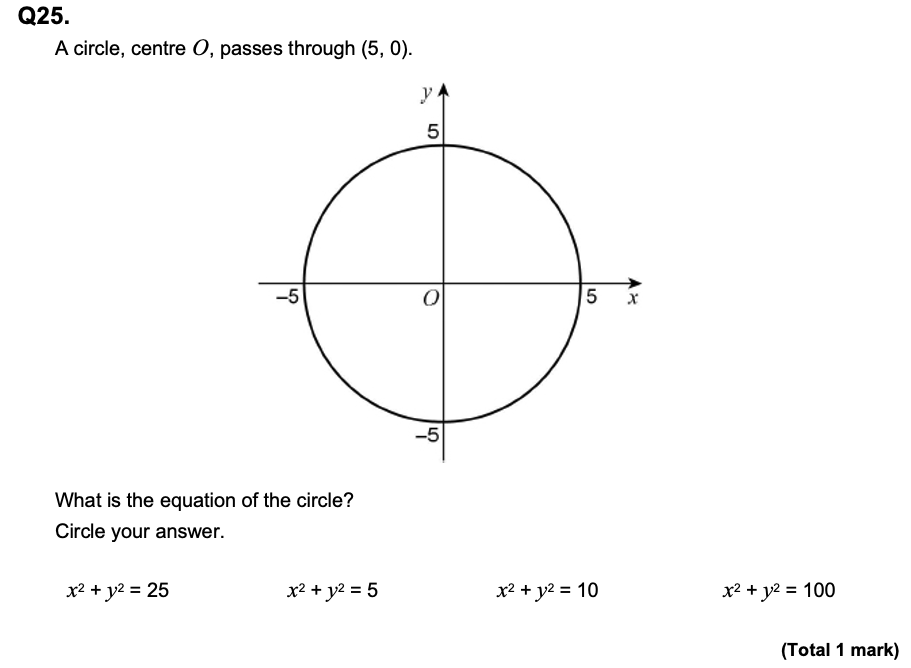 Q25.
A circle, centre O, passes through (5, 0).
y
5
–5
O
5
x
–5
What is the equation of the circle?
Circle your answer.
x² + y² = 25
x² + y² = 5
x² + y² = 10
x² + y² = 100
(Total 1 mark)